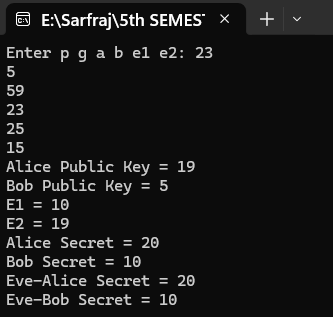 E:\Sarfraj\5th SEMEST
Enter p g a b e1 e2: 23
5
59
23
25
15
Alice Public Key = 19
Bob Public Key = 5
E1 = 10
E2 = 19
Alice Secret = 20
Bob Secret = 10
Eve-Alice Secret = 20
Eve-Bob Secret = 10